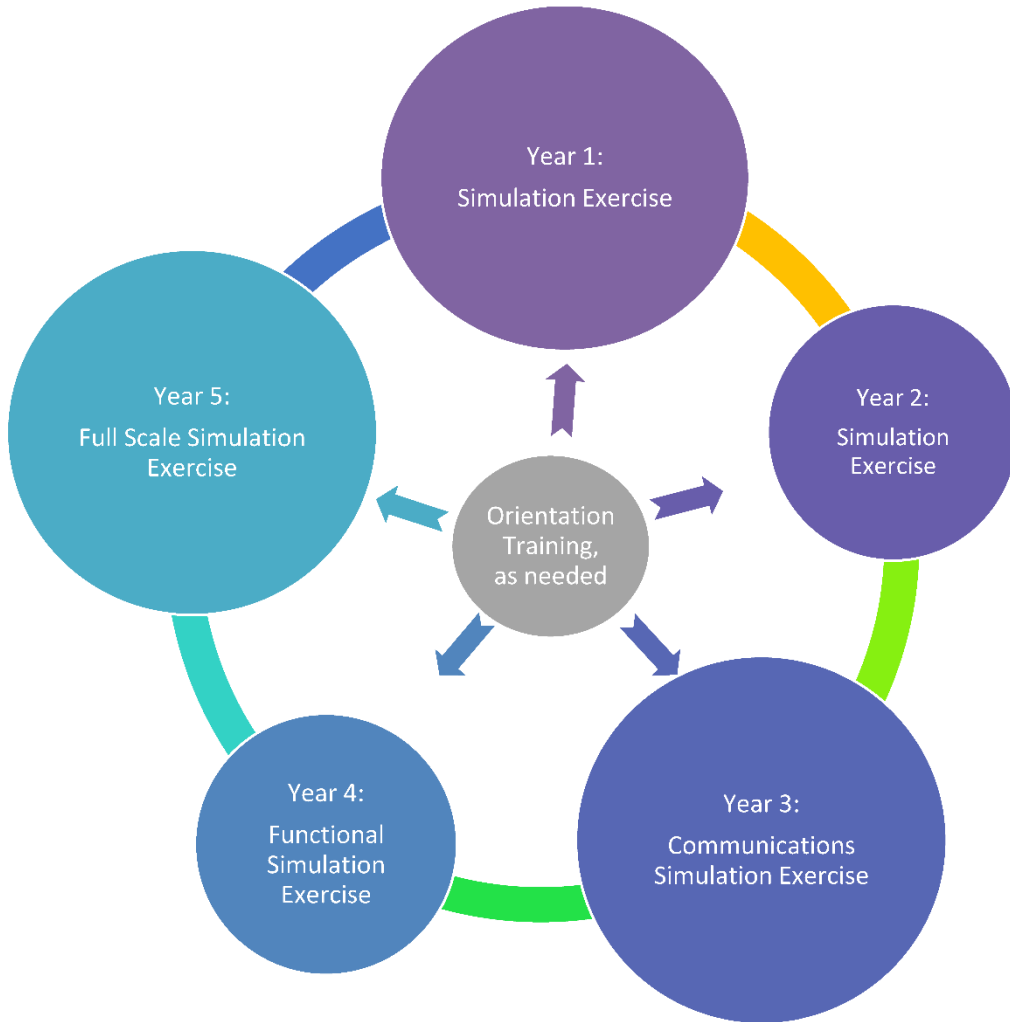 Year 1:
Simulation Exercise
Year 2:
Simulation
Exercise
Year 3:
Communications
Simulation Exercise
Year 4:
Functional
Simulation
Exercise
Year 5:
Full Scale Simulation
Exercise
Orientation
Training,
as needed